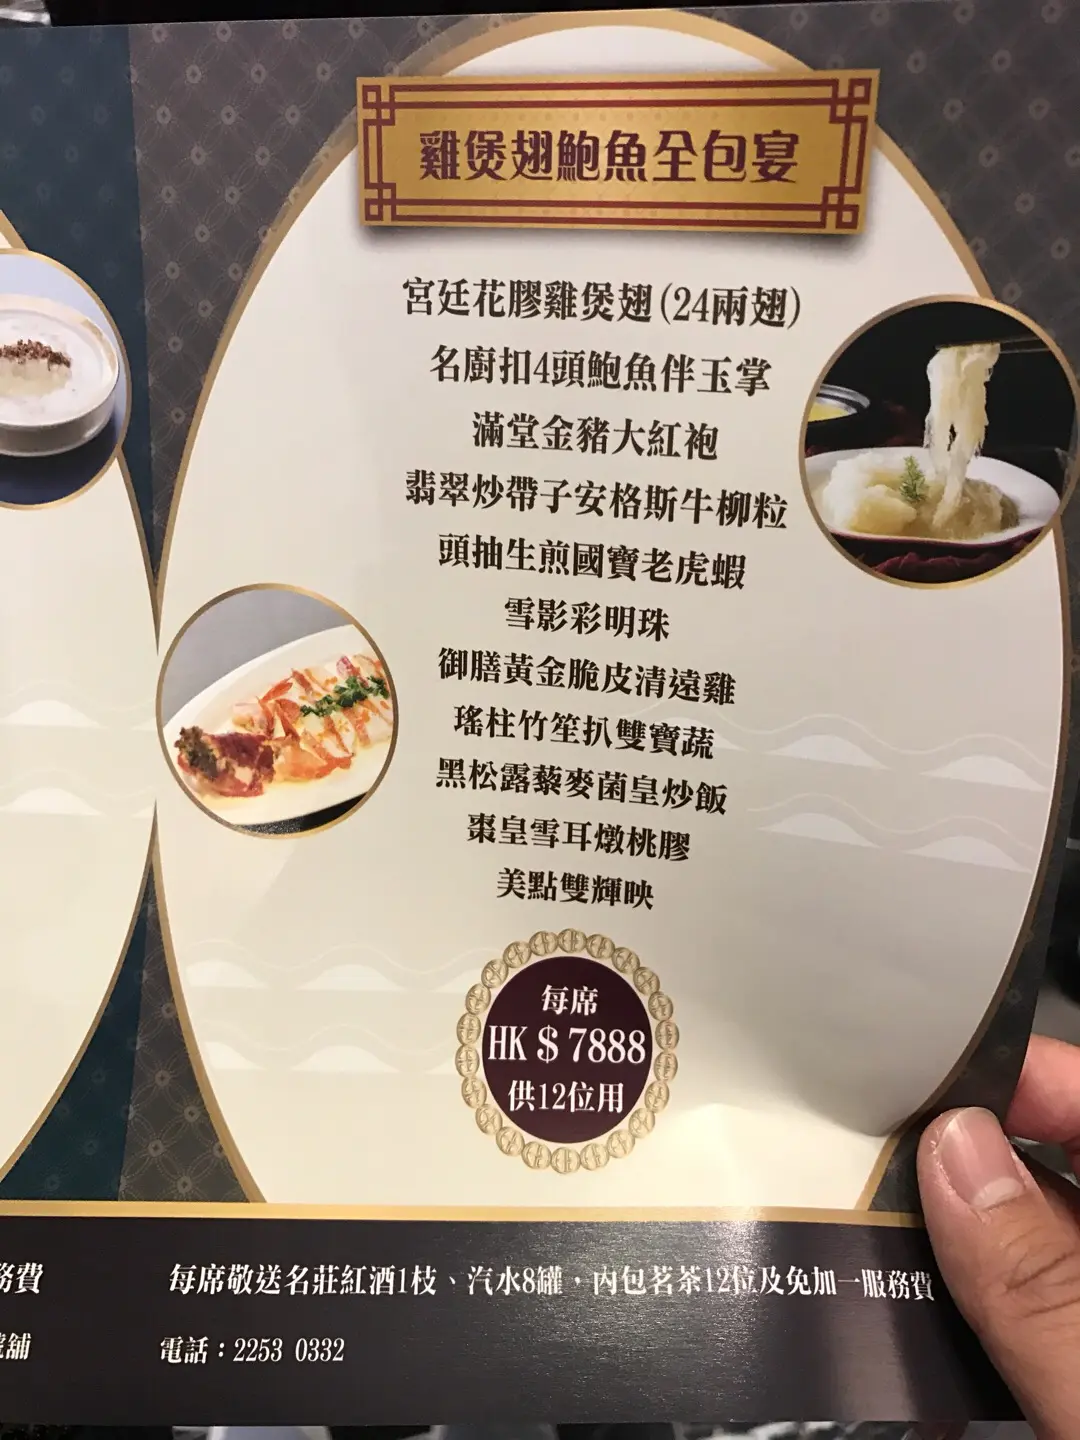 雞煲翅鮑魚全包宴
宮廷花膠雞煲翅(24兩翅)
名廚扣4頭鮑魚伴玉掌
滿堂金豬大紅袍
翡翠炒帶子安格斯牛柳粒
頭抽生煎國寶老虎蝦
雪影彩明珠
御膳黃金脆皮清遠雞
瑤柱竹笙扒雙寶蔬
黑松露藜麥菌皇炒飯
棗皇雪耳燉桃膠
美點雙輝映
每席
HK $ 7888
供12位用
務費
每席敬送名莊紅酒1枝、汽水8罐,內包茗茶12位及免加一服務費
舖
電話:2253 0332